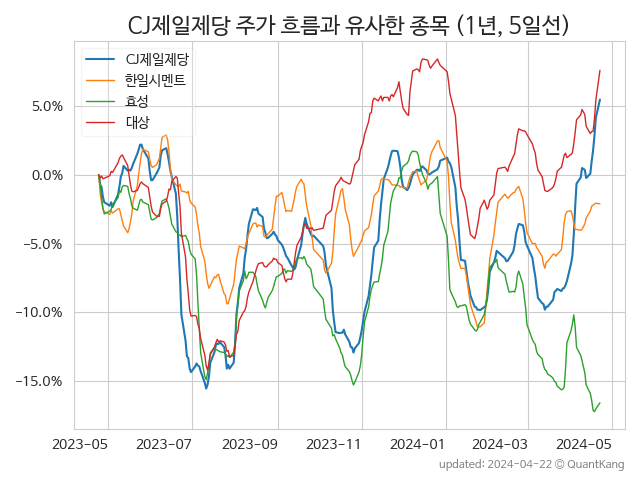 CJ제일제당 주가 흐름과 유사한 종목 (1년, 5일선)
CJ제일제당
한일시멘트
효성
대상
5.0%
0.0%
−5.0%
−10.0%
−15.0%
2023-05 2023-07 2023-09 2023-11 2024-01 2024-03 2024-05
updated: 2024-04-22 © QuantKang